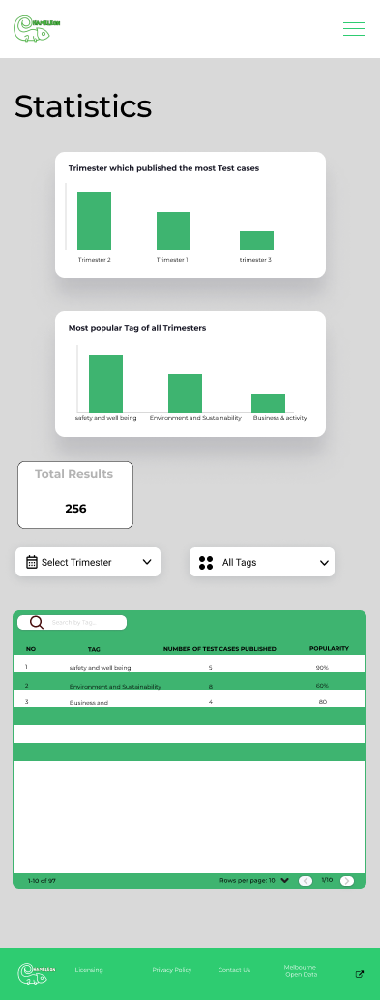 HAMELEON
Statistics
Trimester which published the most Test cases
Trimester 2 Trimester 1 trimester 3
Most popular Tag of all Trimesters
safety and well being Environment and Sustainability Business & activity
Total Results
256
Select Trimester All Tags
Search by Tag...
NO TAG NUMBER OF TEST CASES PUBLISHED POPULARITY
1 safety and well being 5 90%
2 Environment and Sustainability 8 60%
3 Business and 4 80
1-10 of 97 Rows per page: 10 1/10
HAMELEON Licensing Privacy Policy Contact Us Melbourne
Open Data